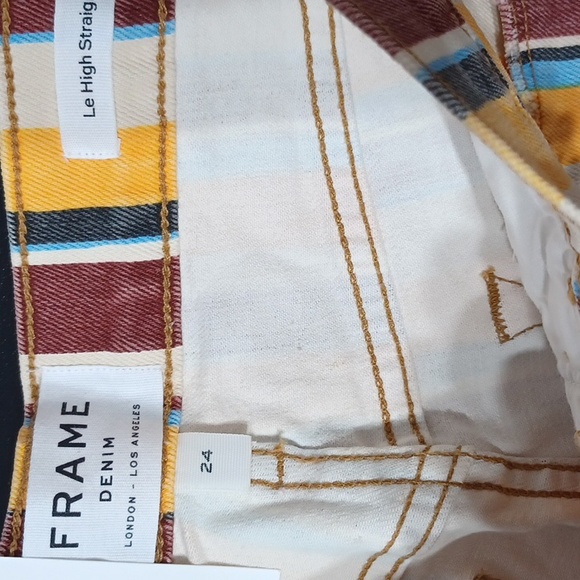 Le High Straig
FRAME
DENIM
LONDON - LOS ANGELES
24